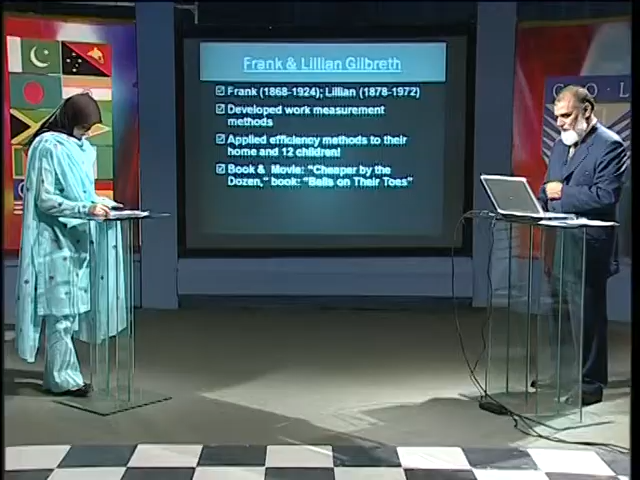 Frank & Lillian Gilbreth
Frank (1868-1924); Lillian (1878-1972)
Developed work measurement
methods
Applied efficiency methods to their
home and 12 children!
Book & Movie: “Cheaper by the
Dozen,” book: “Bells on Their Toes”
C O L